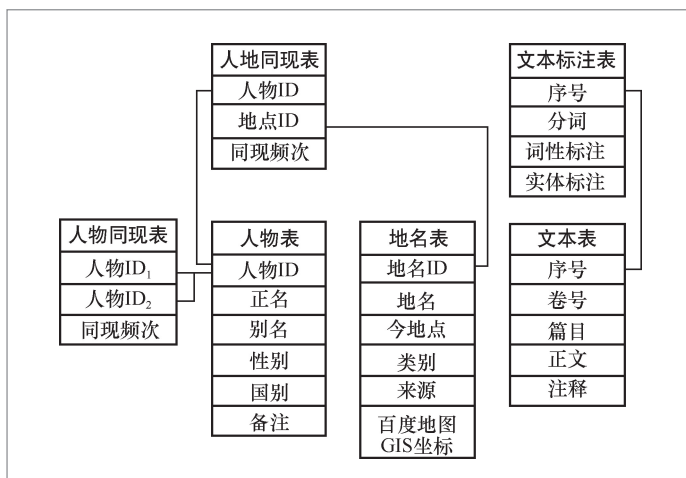 人地同现表
人物ID
地点ID
同现频次
文本标注表
序号
分词
词性标注
实体标注
人物同现表
人物ID₁
人物ID₂
同现频次
人物表
人物ID
正名
别名
性别
国别
备注
地名表
地名ID
地名
今地点
类别
来源
百度地图
GIS坐标
文本表
序号
卷号
篇目
正文
注释